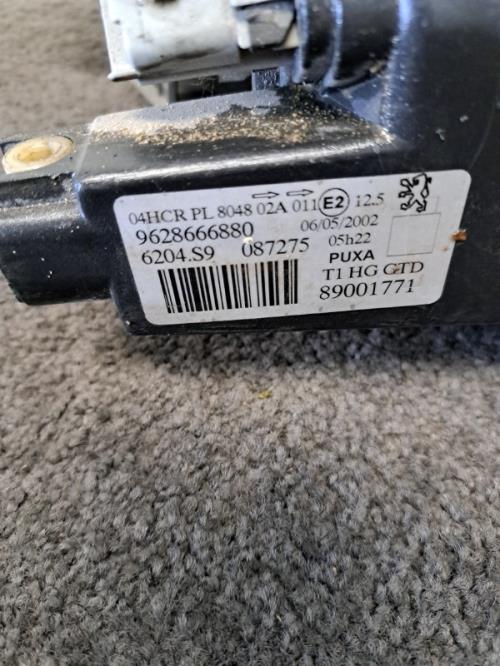 04HCR PL 8048 02A 011 E2 12.5
9628666880 06/05/2002
6204.S9 087275 05h22
PUXA
T1 HG GTD
89001771